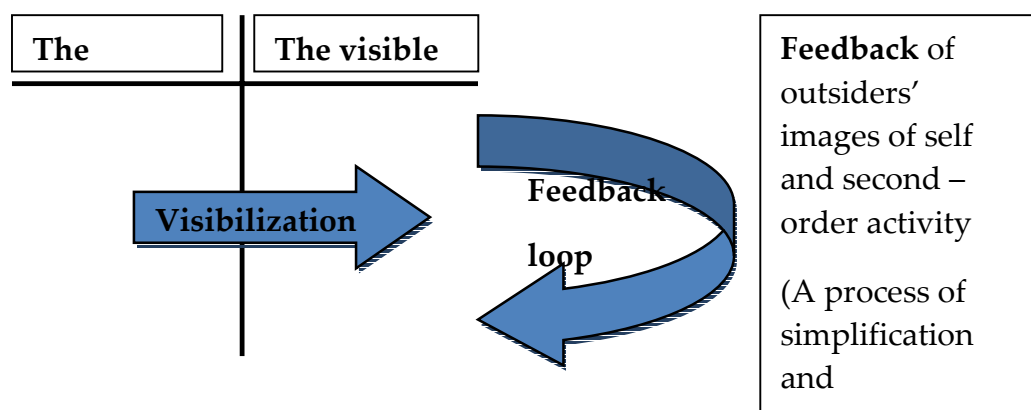 The
The visible
Visibilization
Feedback
loop
Feedback of
outsiders’
images of self
and second –
order activity
(A process of
simplification
and